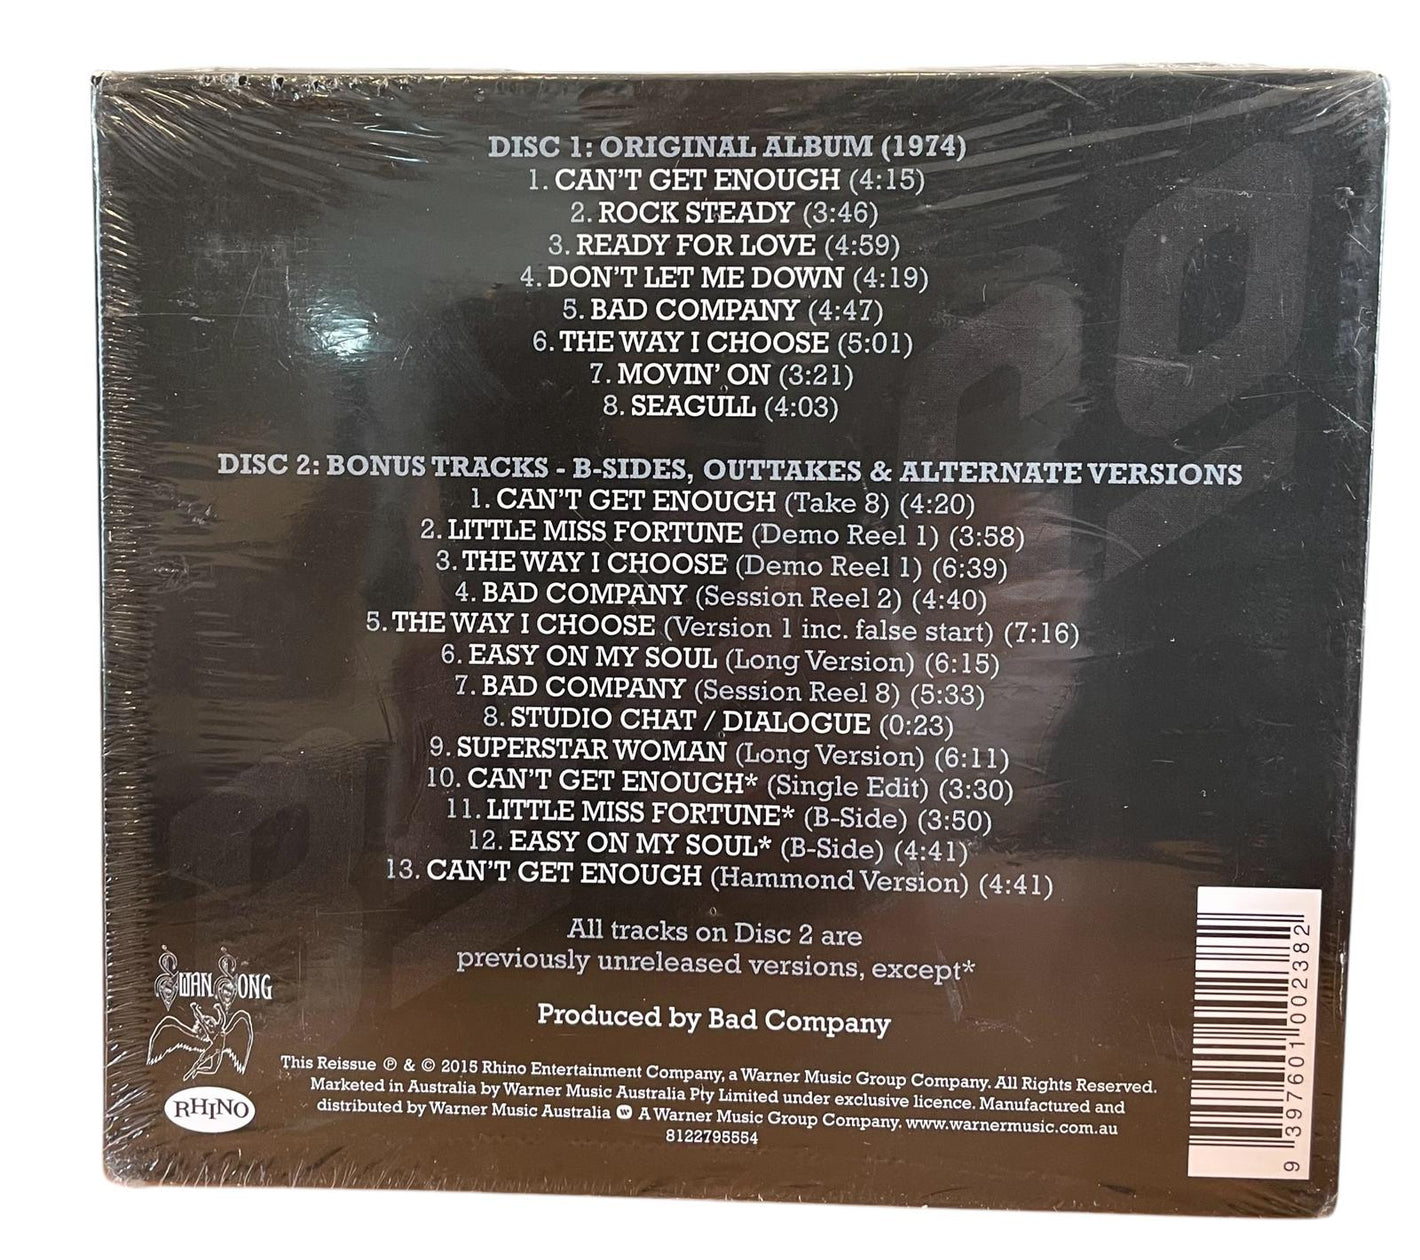 DISC 1: ORIGINAL ALBUM (1974)
1. CAN'T GET ENOUGH (4:15)
2. ROCK STEADY (3:46)
3. READY FOR LOVE (4:59)
4. DON'T LET ME DOWN (4:19)
5. BAD COMPANY (4:47)
6. THE WAY I CHOOSE (5:01)
7. MOVIN' ON (3:21)
8. SEAGULL (4:03)
DISC 2: BONUS TRACKS - B-SIDES, OUTTAKES & ALTERNATE VERSIONS
1. CAN'T GET ENOUGH (Take 8) (4:20)
2. LITTLE MISS FORTUNE (Demo Reel 1) (3:58)
3. THE WAY I CHOOSE (Demo Reel 1) (6:39)
4. BAD COMPANY (Session Reel 2) (4:40)
5. THE WAY I CHOOSE (Version 1 inc. false start) (7:16)
6. EASY ON MY SOUL (Long Version) (6:15)
7. BAD COMPANY (Session Reel 8) (5:33)
8. STUDIO CHAT / DIALOGUE (0:23)
9. SUPERSTAR WOMAN (Long Version) (6:11)
10. CAN'T GET ENOUGH* (Single Edit) (3:30)
11. LITTLE MISS FORTUNE* (B-Side) (3:50)
12. EASY ON MY SOUL* (B-Side) (4:41)
13. CAN'T GET ENOUGH (Hammond Version) (4:41)
All tracks on Disc 2 are
previously unreleased versions, except*
Produced by Bad Company
SWAN SONG
RHINO
This Reissue ℗ & © 2015 Rhino Entertainment Company, a Warner Music Group Company. All Rights Reserved.
Marketed in Australia by Warner Music Australia Pty Limited under exclusive licence. Manufactured and
distributed by Warner Music Australia A Warner Music Group Company. www.warnermusic.com.au
8122795554
9 397601 002382